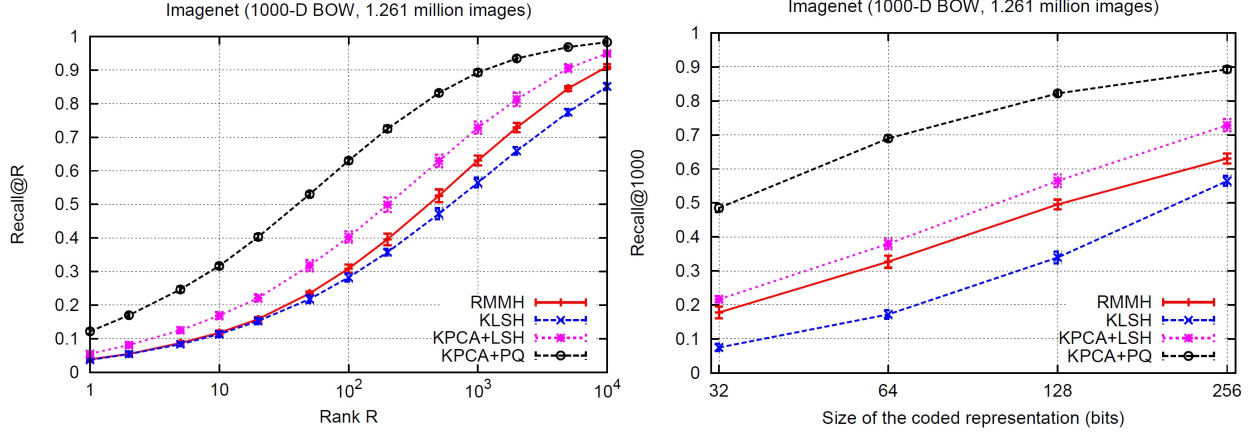 Imagenet (1000-D BOW, 1.261 million images)
1
0.9
0.8
0.7
0.6
0.5
0.4
0.3
0.2
0.1
0
Recall@R
RMMH
KLSH
KPCA+LSH
KPCA+PQ
1 10 10² 10³ 10⁴
Rank R
Imagenet (1000-D BOW, 1.261 million images)
1
0.9
0.8
0.7
0.6
0.5
0.4
0.3
0.2
0.1
0
Recall@1000
RMMH
KLSH
KPCA+LSH
KPCA+PQ
32 64 128 256
Size of the coded representation (bits)